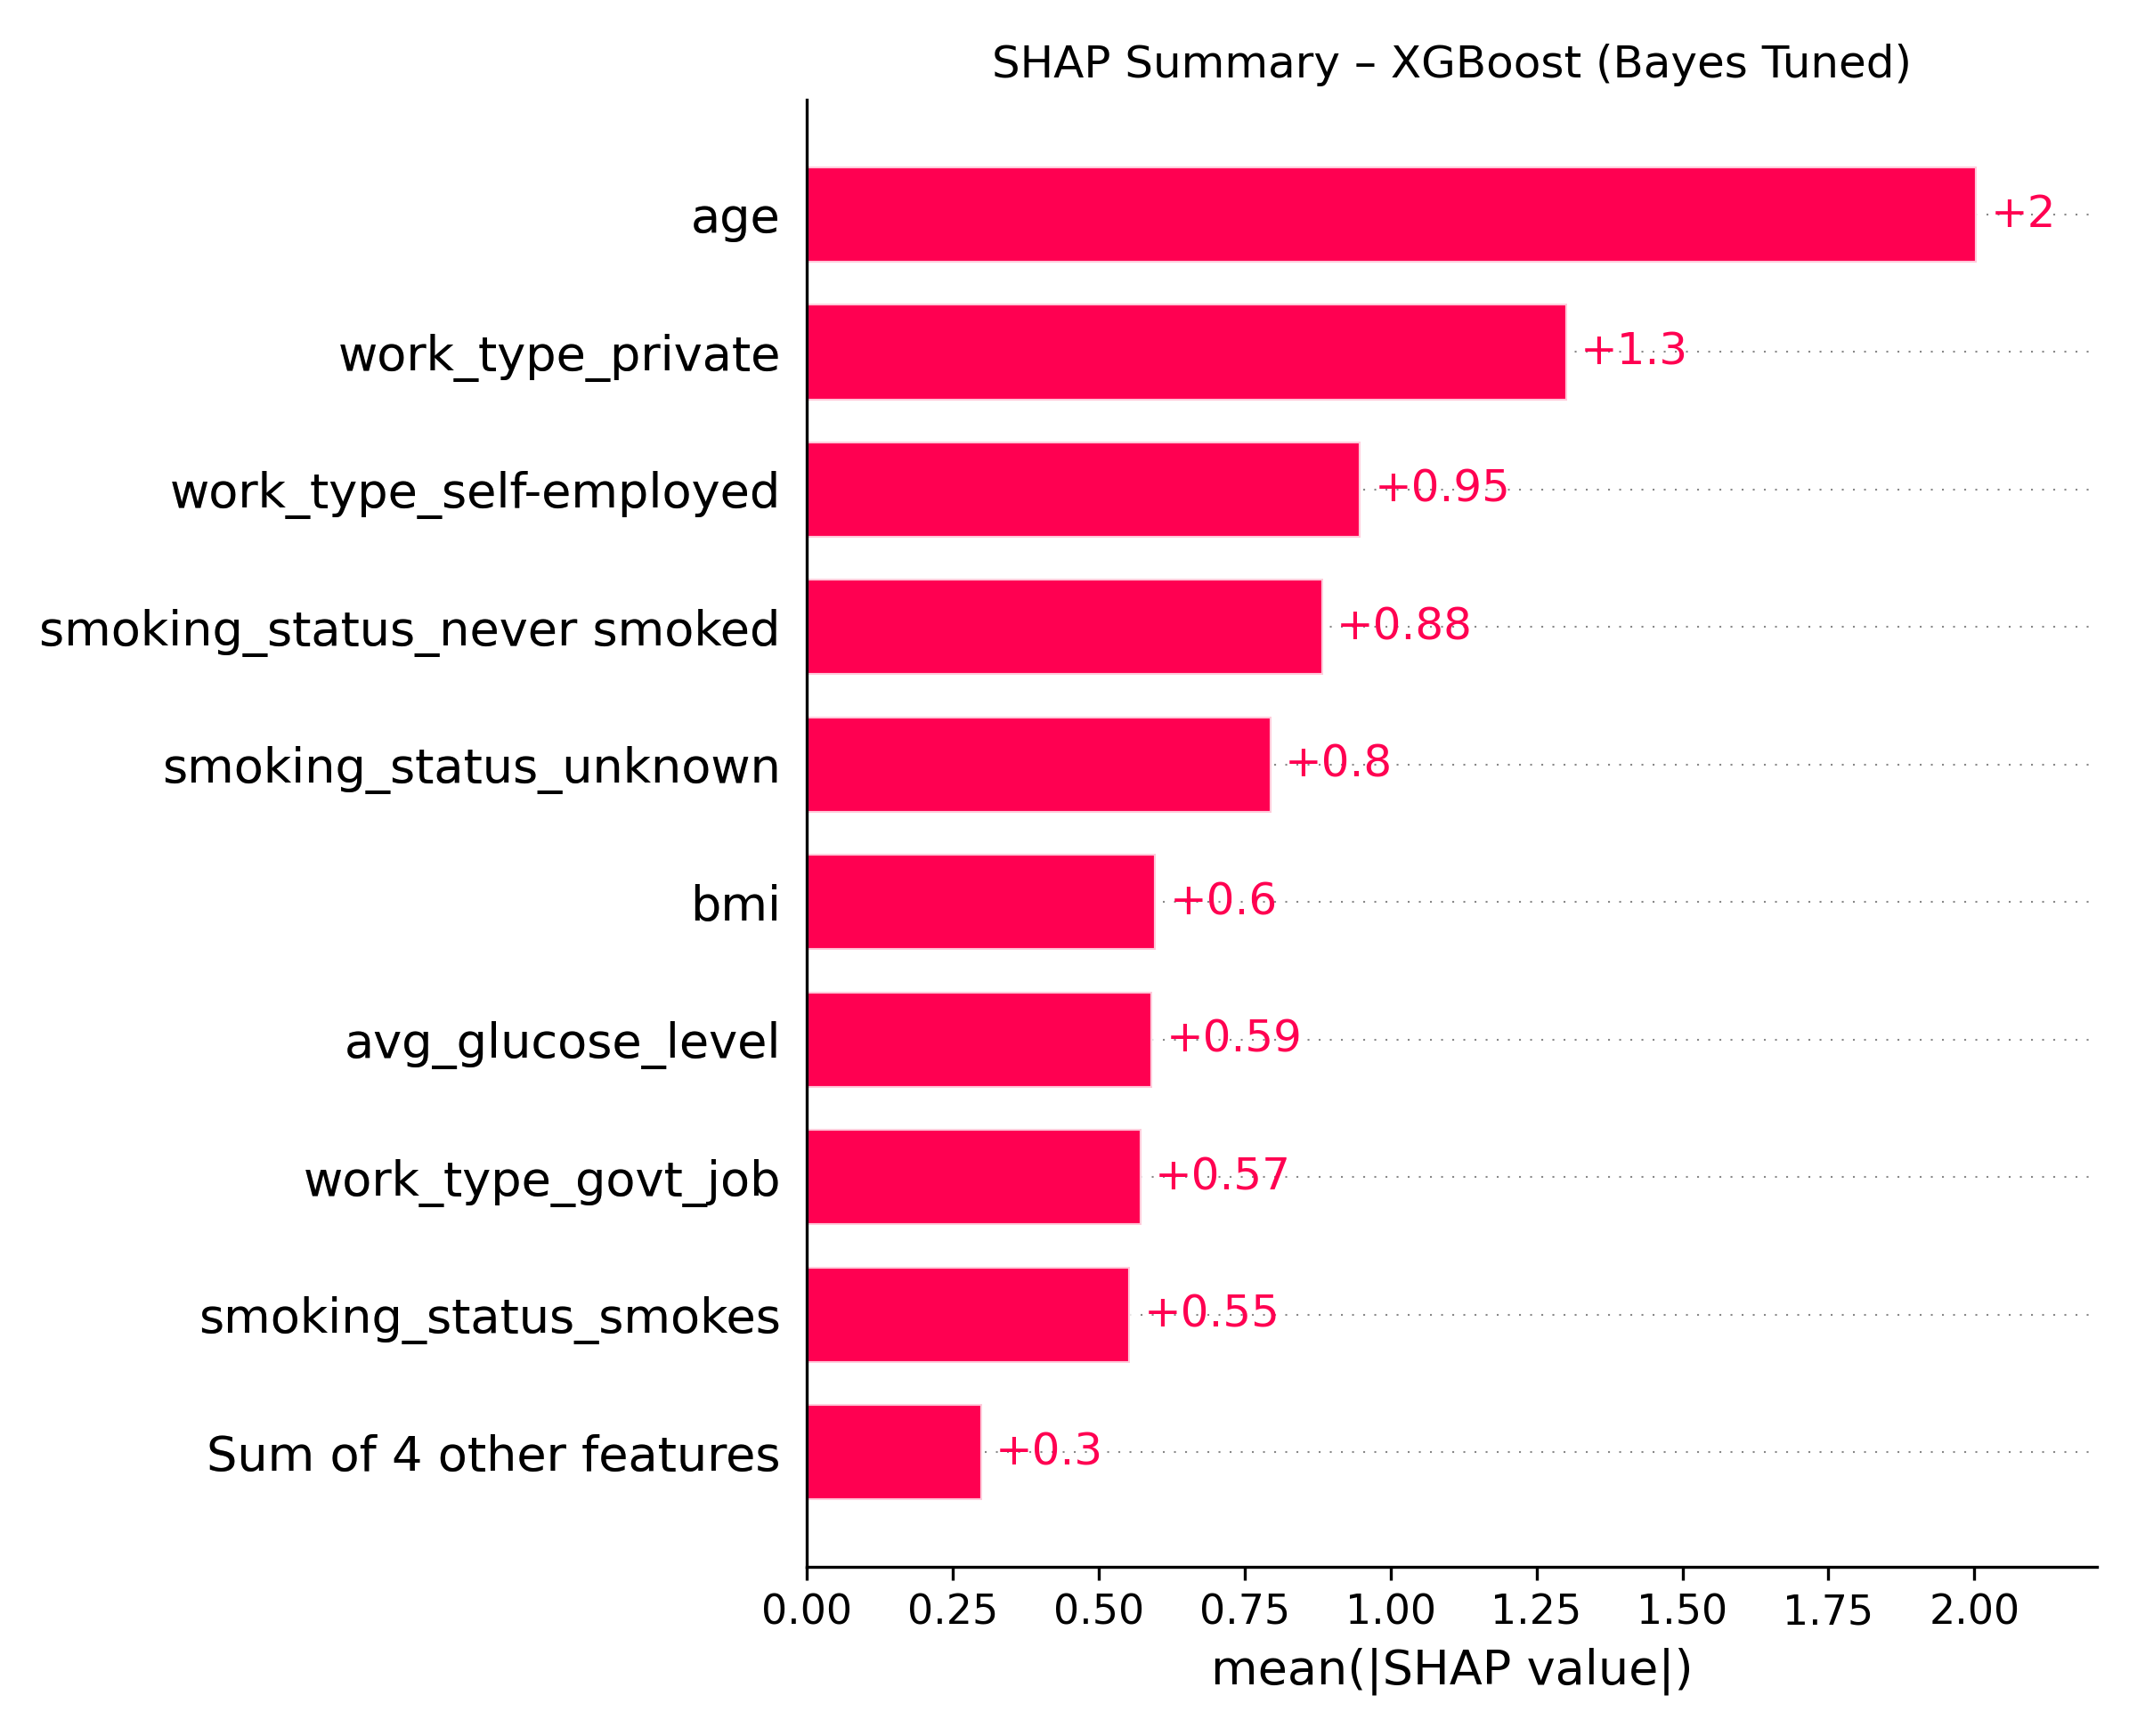 SHAP Summary – XGBoost (Bayes Tuned)
age
+2
work_type_private
+1.3
work_type_self-employed
+0.95
smoking_status_never smoked
+0.88
smoking_status_unknown
+0.8
bmi
+0.6
avg_glucose_level
+0.59
work_type_govt_job
+0.57
smoking_status_smokes
+0.55
Sum of 4 other features
+0.3
0.00 0.25 0.50 0.75 1.00 1.25 1.50 1.75 2.00
mean(|SHAP value|)